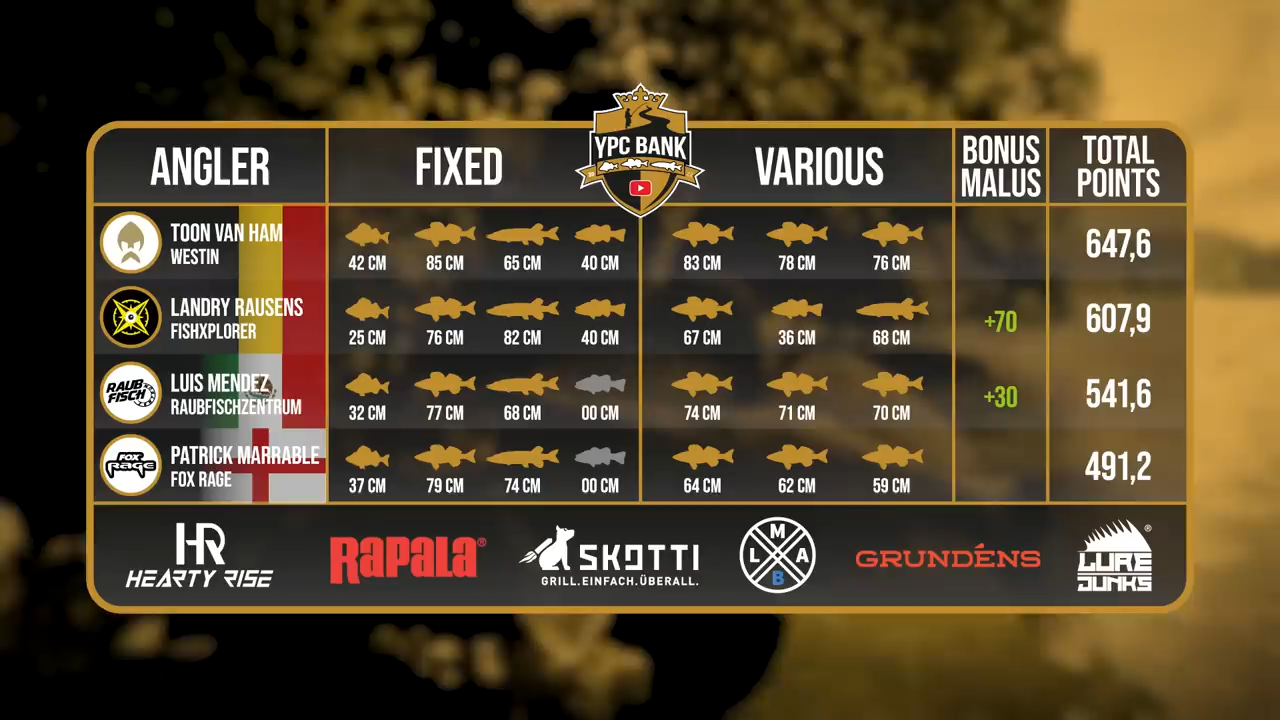 YPC BANK
ANGLER FIXED VARIOUS BONUS MALUS TOTAL POINTS
TOON VAN HAM
WESTIN
42 CM 85 CM 65 CM 40 CM 83 CM 78 CM 76 CM 647,6
LANDRY RAUSENS
FISHXPLORER
25 CM 76 CM 82 CM 40 CM 67 CM 36 CM 68 CM +70 607,9
RAUB
FISCH
LUIS MENDEZ
RAUBFISCHZENTRUM
32 CM 77 CM 68 CM 00 CM 74 CM 71 CM 70 CM +30 541,6
FOX
RAGE
PATRICK MARRABLE
FOX RAGE
37 CM 79 CM 74 CM 00 CM 64 CM 62 CM 59 CM 491,2
HR
HEARTY RISE
RAPALA®
SKOTTI
GRILL.EINFACH.ÜBERALL.
M
L A
B
GRUNDÉNS
LURE ®
JUNKS